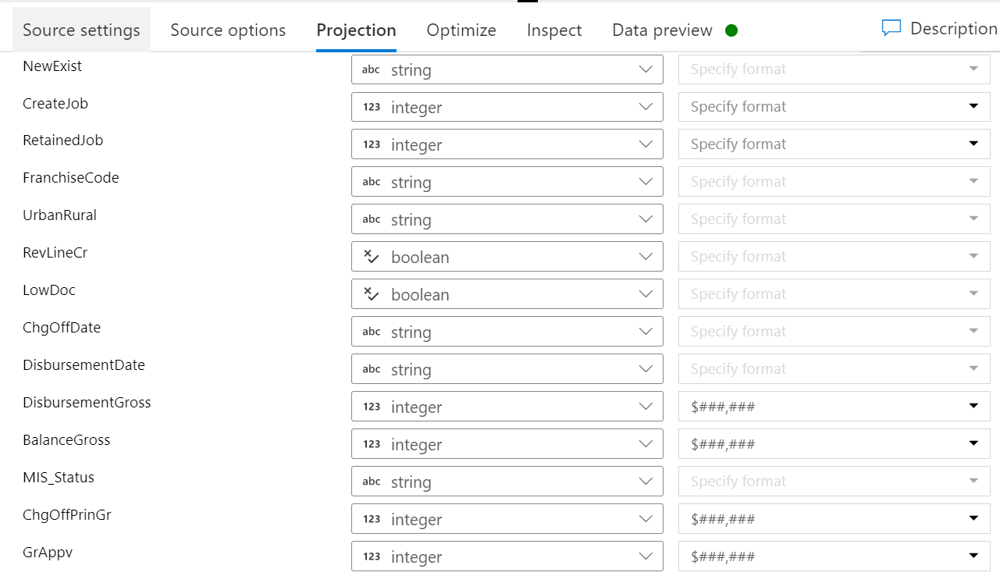 Source settings Source options Projection Optimize Inspect Data preview Description
NewExist abc string Specify format
CreateJob 123 integer Specify format
RetainedJob 123 integer Specify format
FranchiseCode abc string Specify format
UrbanRural abc string Specify format
RevLineCr boolean Specify format
LowDoc boolean Specify format
ChgOffDate abc string Specify format
DisbursementDate abc string Specify format
DisbursementGross 123 integer $###,###
BalanceGross 123 integer $###,###
MIS_Status abc string Specify format
ChgOffPrinGr 123 integer $###,###
GrAppv 123 integer $###,###